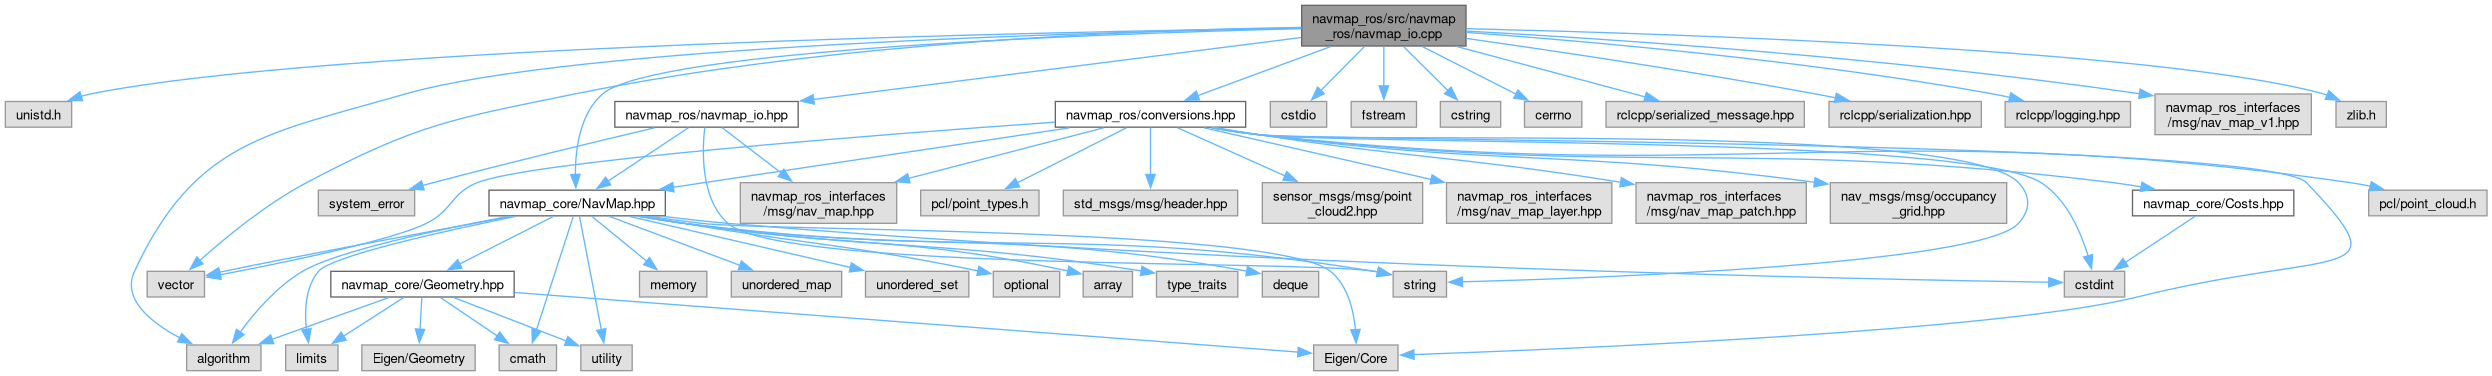 navmap_ros/src/navmap
_ros/navmap_io.cpp
unistd.h
navmap_ros/navmap_io.hpp
navmap_ros/conversions.hpp
cstdio
fstream
cstring
cerrno
rclcpp/serialized_message.hpp
rclcpp/serialization.hpp
rclcpp/logging.hpp
navmap_ros_interfaces
/msg/nav_map_v1.hpp
zlib.h
system_error
navmap_core/NavMap.hpp
navmap_ros_interfaces
/msg/nav_map.hpp
pcl/point_types.h
std_msgs/msg/header.hpp
sensor_msgs/msg/point
_cloud2.hpp
navmap_ros_interfaces
/msg/nav_map_layer.hpp
navmap_ros_interfaces
/msg/nav_map_patch.hpp
nav_msgs/msg/occupancy
_grid.hpp
navmap_core/Costs.hpp
pcl/point_cloud.h
vector
navmap_core/Geometry.hpp
memory
unordered_map
unordered_set
optional
array
type_traits
deque
string
cstdint
algorithm
limits
Eigen/Geometry
cmath
utility
Eigen/Core